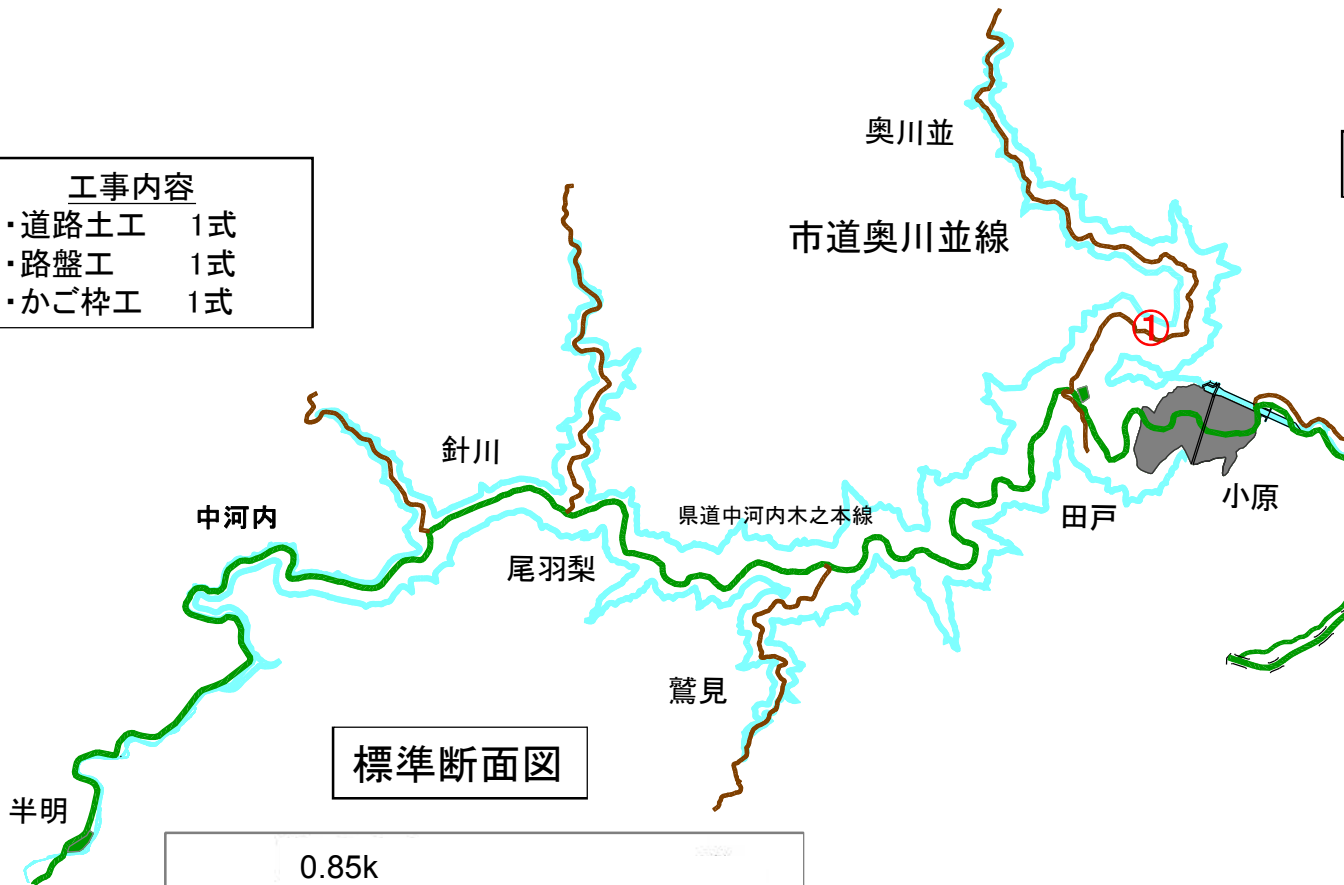 工事内容
・道路土工 1式
・路盤工 1式
・かご枠工 1式
奥川並
市道奥川並線
①
針川
中河内
県道中河内木之本線
尾羽梨
田戸
小原
鷲見
標準断面図
半明
0.85k